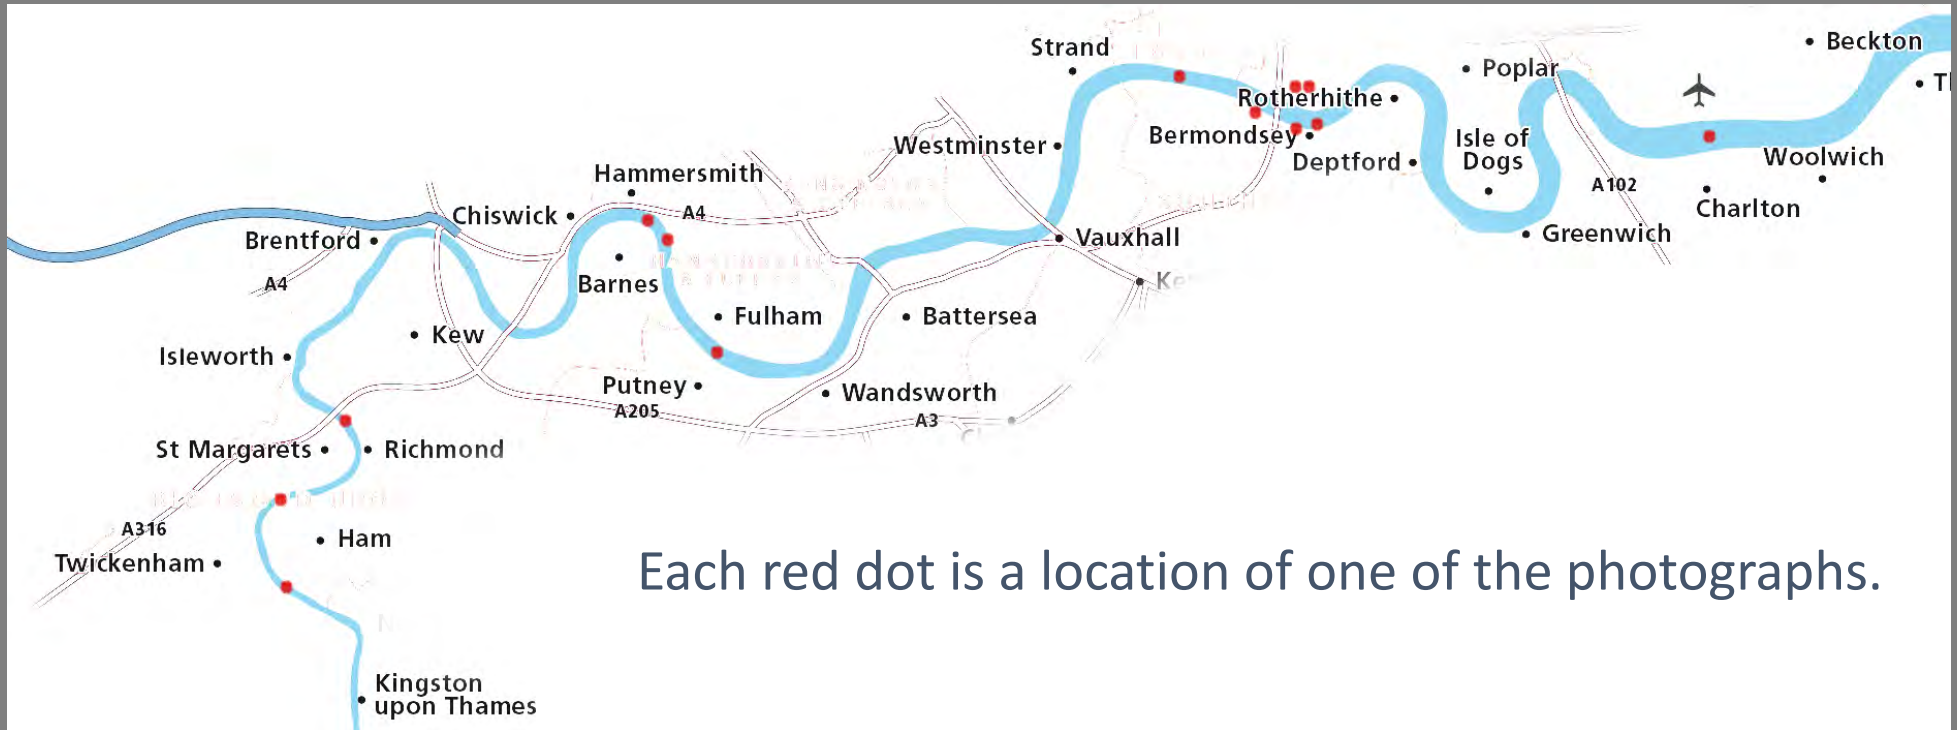 Beckton
Strand
Poplar
Rotherhithe
Westminster
Bermondsey
Isle of
Dogs
Deptford
Woolwich
Hammersmith
A102
Chiswick
A4
Charlton
Brentford
Vauxhall
Greenwich
A4
Barnes
Fulham
Battersea
Kew
Isleworth
Putney
Wandsworth
A205
A3
St Margarets
Richmond
A316
Ham
Twickenham
Each red dot is a location of one of the photographs.
Kingston
upon Thames